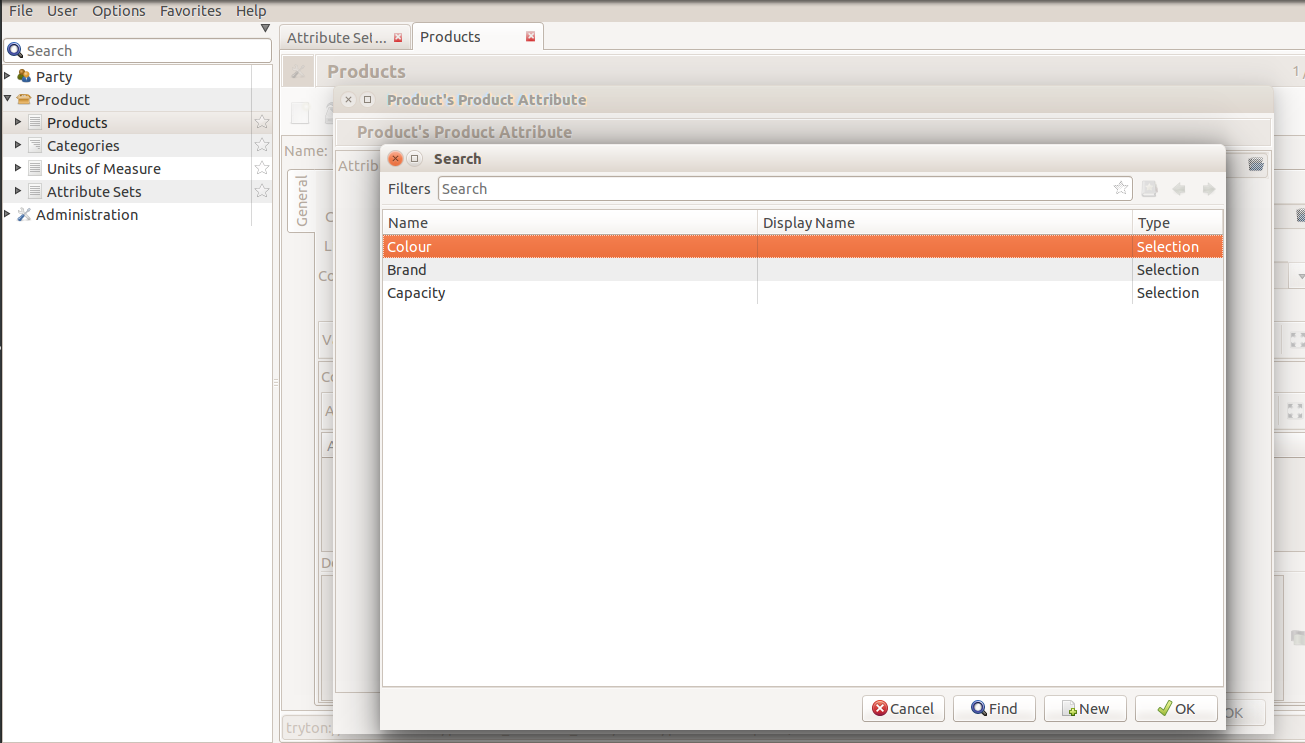 File User Options Favorites Help
Search
Party
Product
Products
Categories
Units of Measure
Attribute Sets
Administration
Attribute Set...
Products
Products
1
Product's Product Attribute
Product's Product Attribute
Name:
Attrib
General
Search
Filters Search
Name Display Name Type
Colour Selection
Brand Selection
Capacity Selection
Cancel Find New OK
OK
tryton: